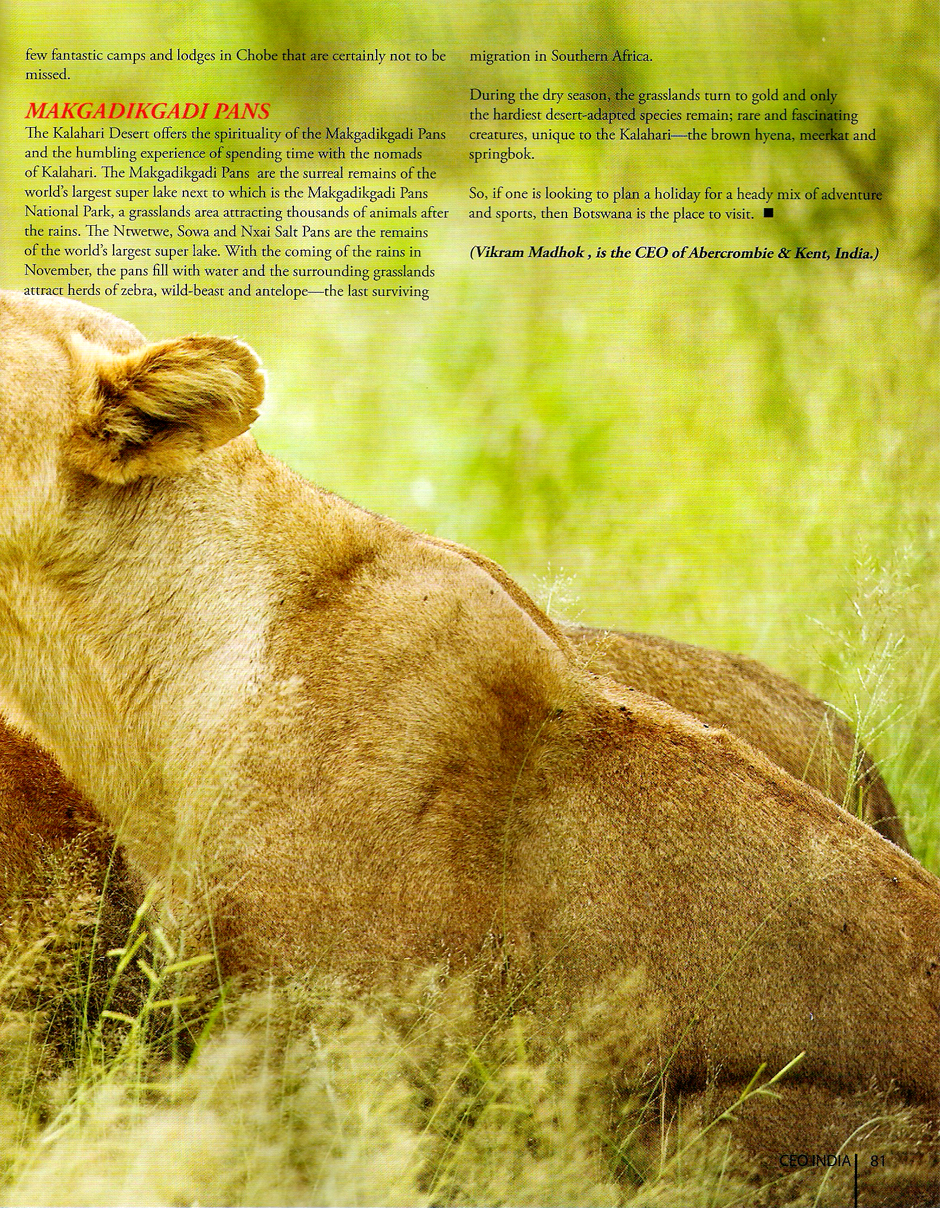 few fantastic camps and lodges in Chobe that are certainly not to be
missed.
MAKGADIKGADI PANS
The Kalahari Desert offers the spirituality of the Makgadikgadi Pans
and the humbling experience of spending time with the nomads
of Kalahari. The Makgadikgadi Pans  are the surreal remains of the
world's largest super lake next to which is the Makgadikgadi Pans
National Park, a grasslands area attracting thousands of animals after
the rains. The Ntwetwe, Sowa and Nxai Salt Pans are the remains
of the world's largest super lake. With the coming of the rains in
November, the pans fill with water and the surrounding grasslands
attract herds of zebra, wild-beast and antelope—the last surviving
migration in Southern Africa.
During the dry season, the grasslands turn to gold and only
the hardiest desert-adapted species remain; rare and fascinating
creatures, unique to the Kalahari—the brown hyena, meerkat and
springbok.
So, if one is looking to plan a holiday for a heady mix of adventure
and sports, then Botswana is the place to visit. ■
(Vikram Madhok , is the CEO of Abercrombie & Kent, India.)
CEO INDIA 81